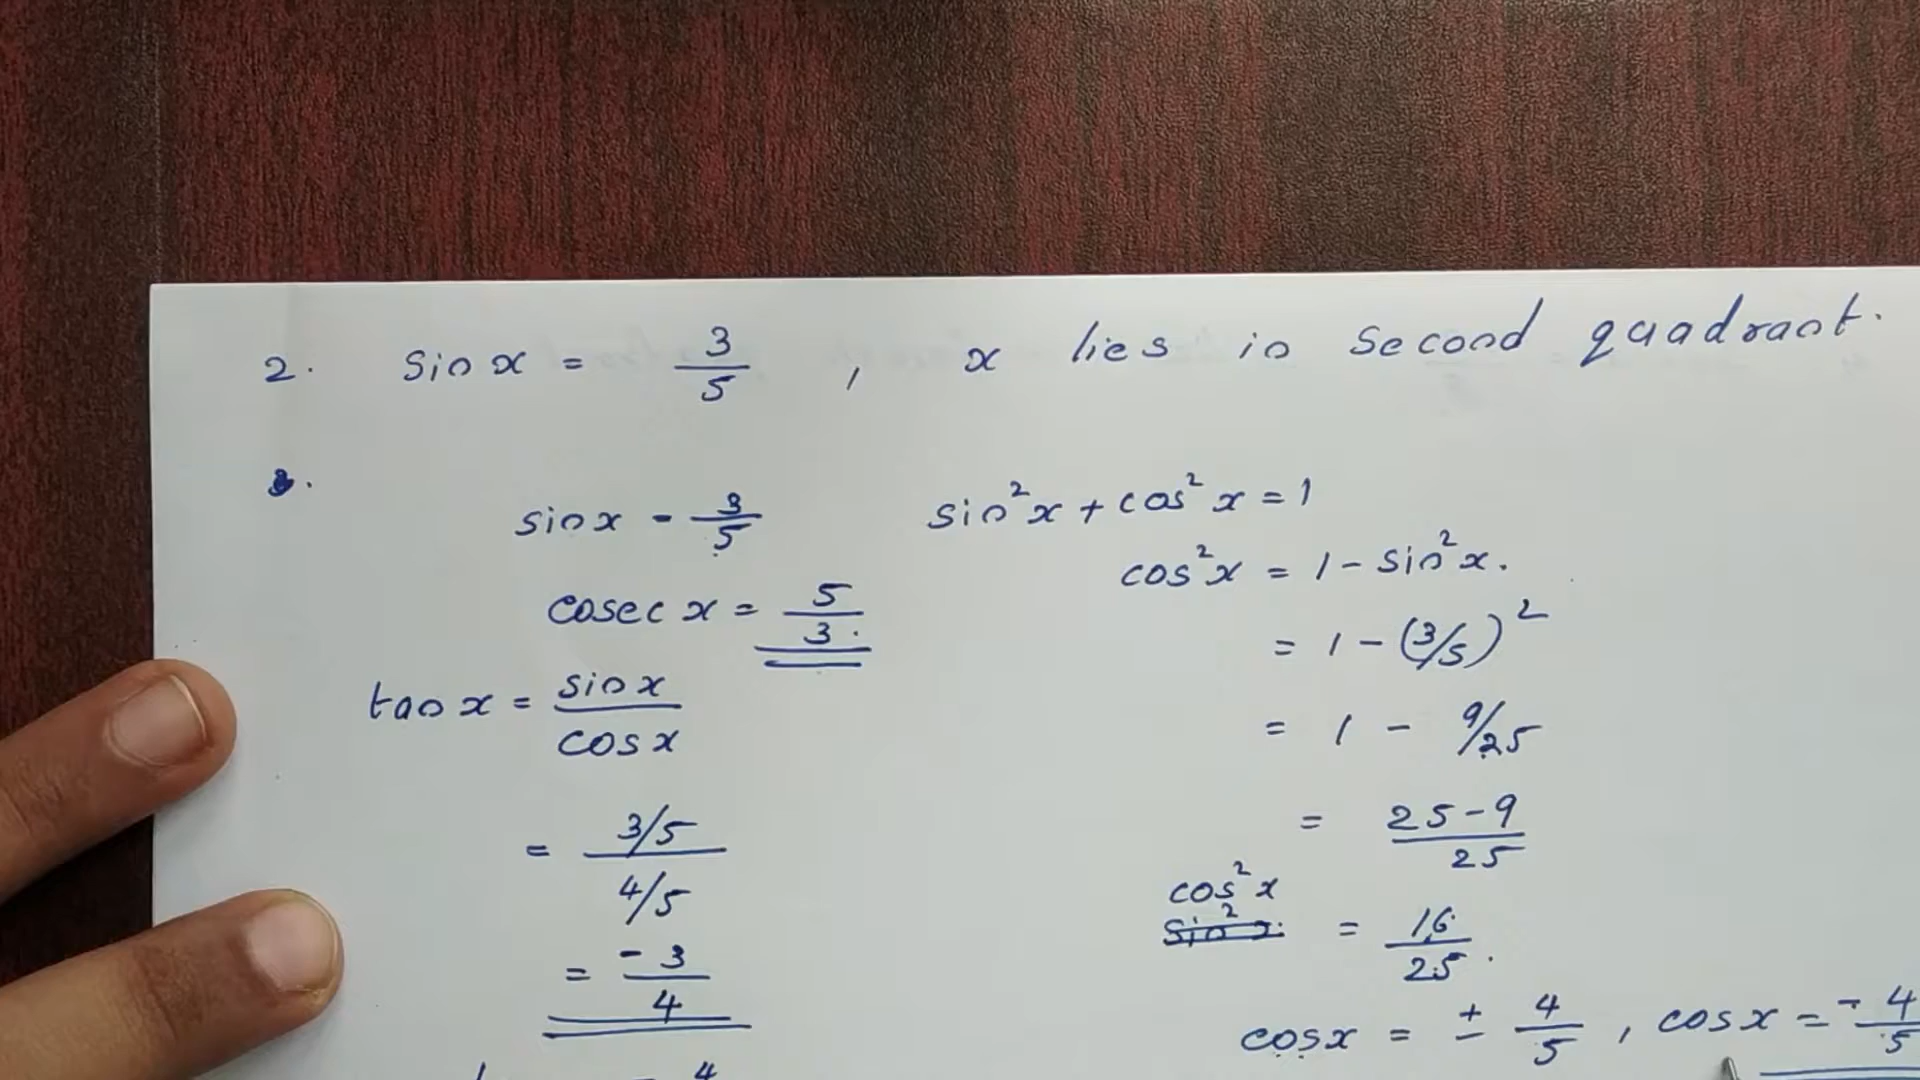 2. sin x = 3/5 , x lies in second quadrant.
sin x = 3/5
cosec x = 5/3.
tan x = sin x / cos x
= 3/5 / 4/5
= -3/4
4
sin²x + cos²x = 1
cos²x = 1 - sin²x.
= 1 - (3/5)²
= 1 - 9/25
= 25-9 / 25
cos²x = 16/25.
cos x = ± 4/5 , cos x = -4/5